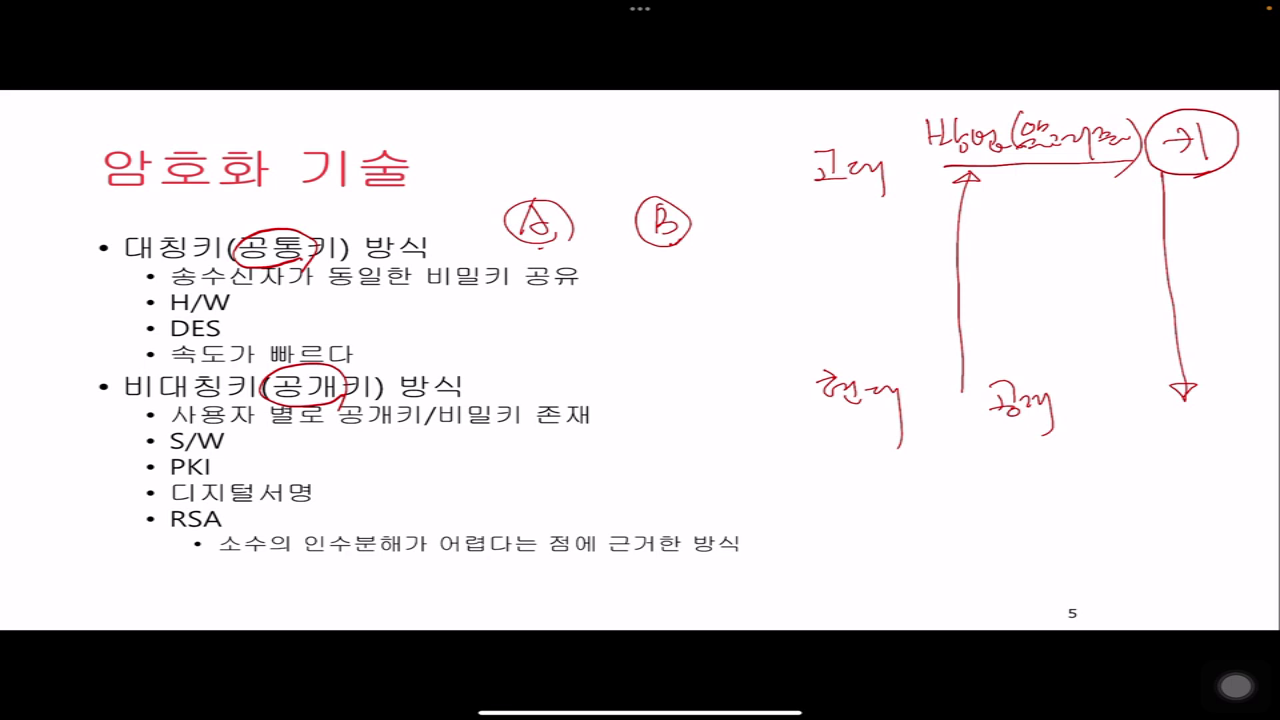 암호화 기술
• 대칭키(공통키) 방식
• 송수신자가 동일한 비밀키 공유
• H/W
• DES
• 속도가 빠르다
• 비대칭키(공개키) 방식
• 사용자 별로 공개키/비밀키 존재
• S/W
• PKI
• 디지털서명
• RSA
• 소수의 인수분해가 어렵다는 점에 근거한 방식
A B
방법(알고리즘) 키
고대
현대 공개
5